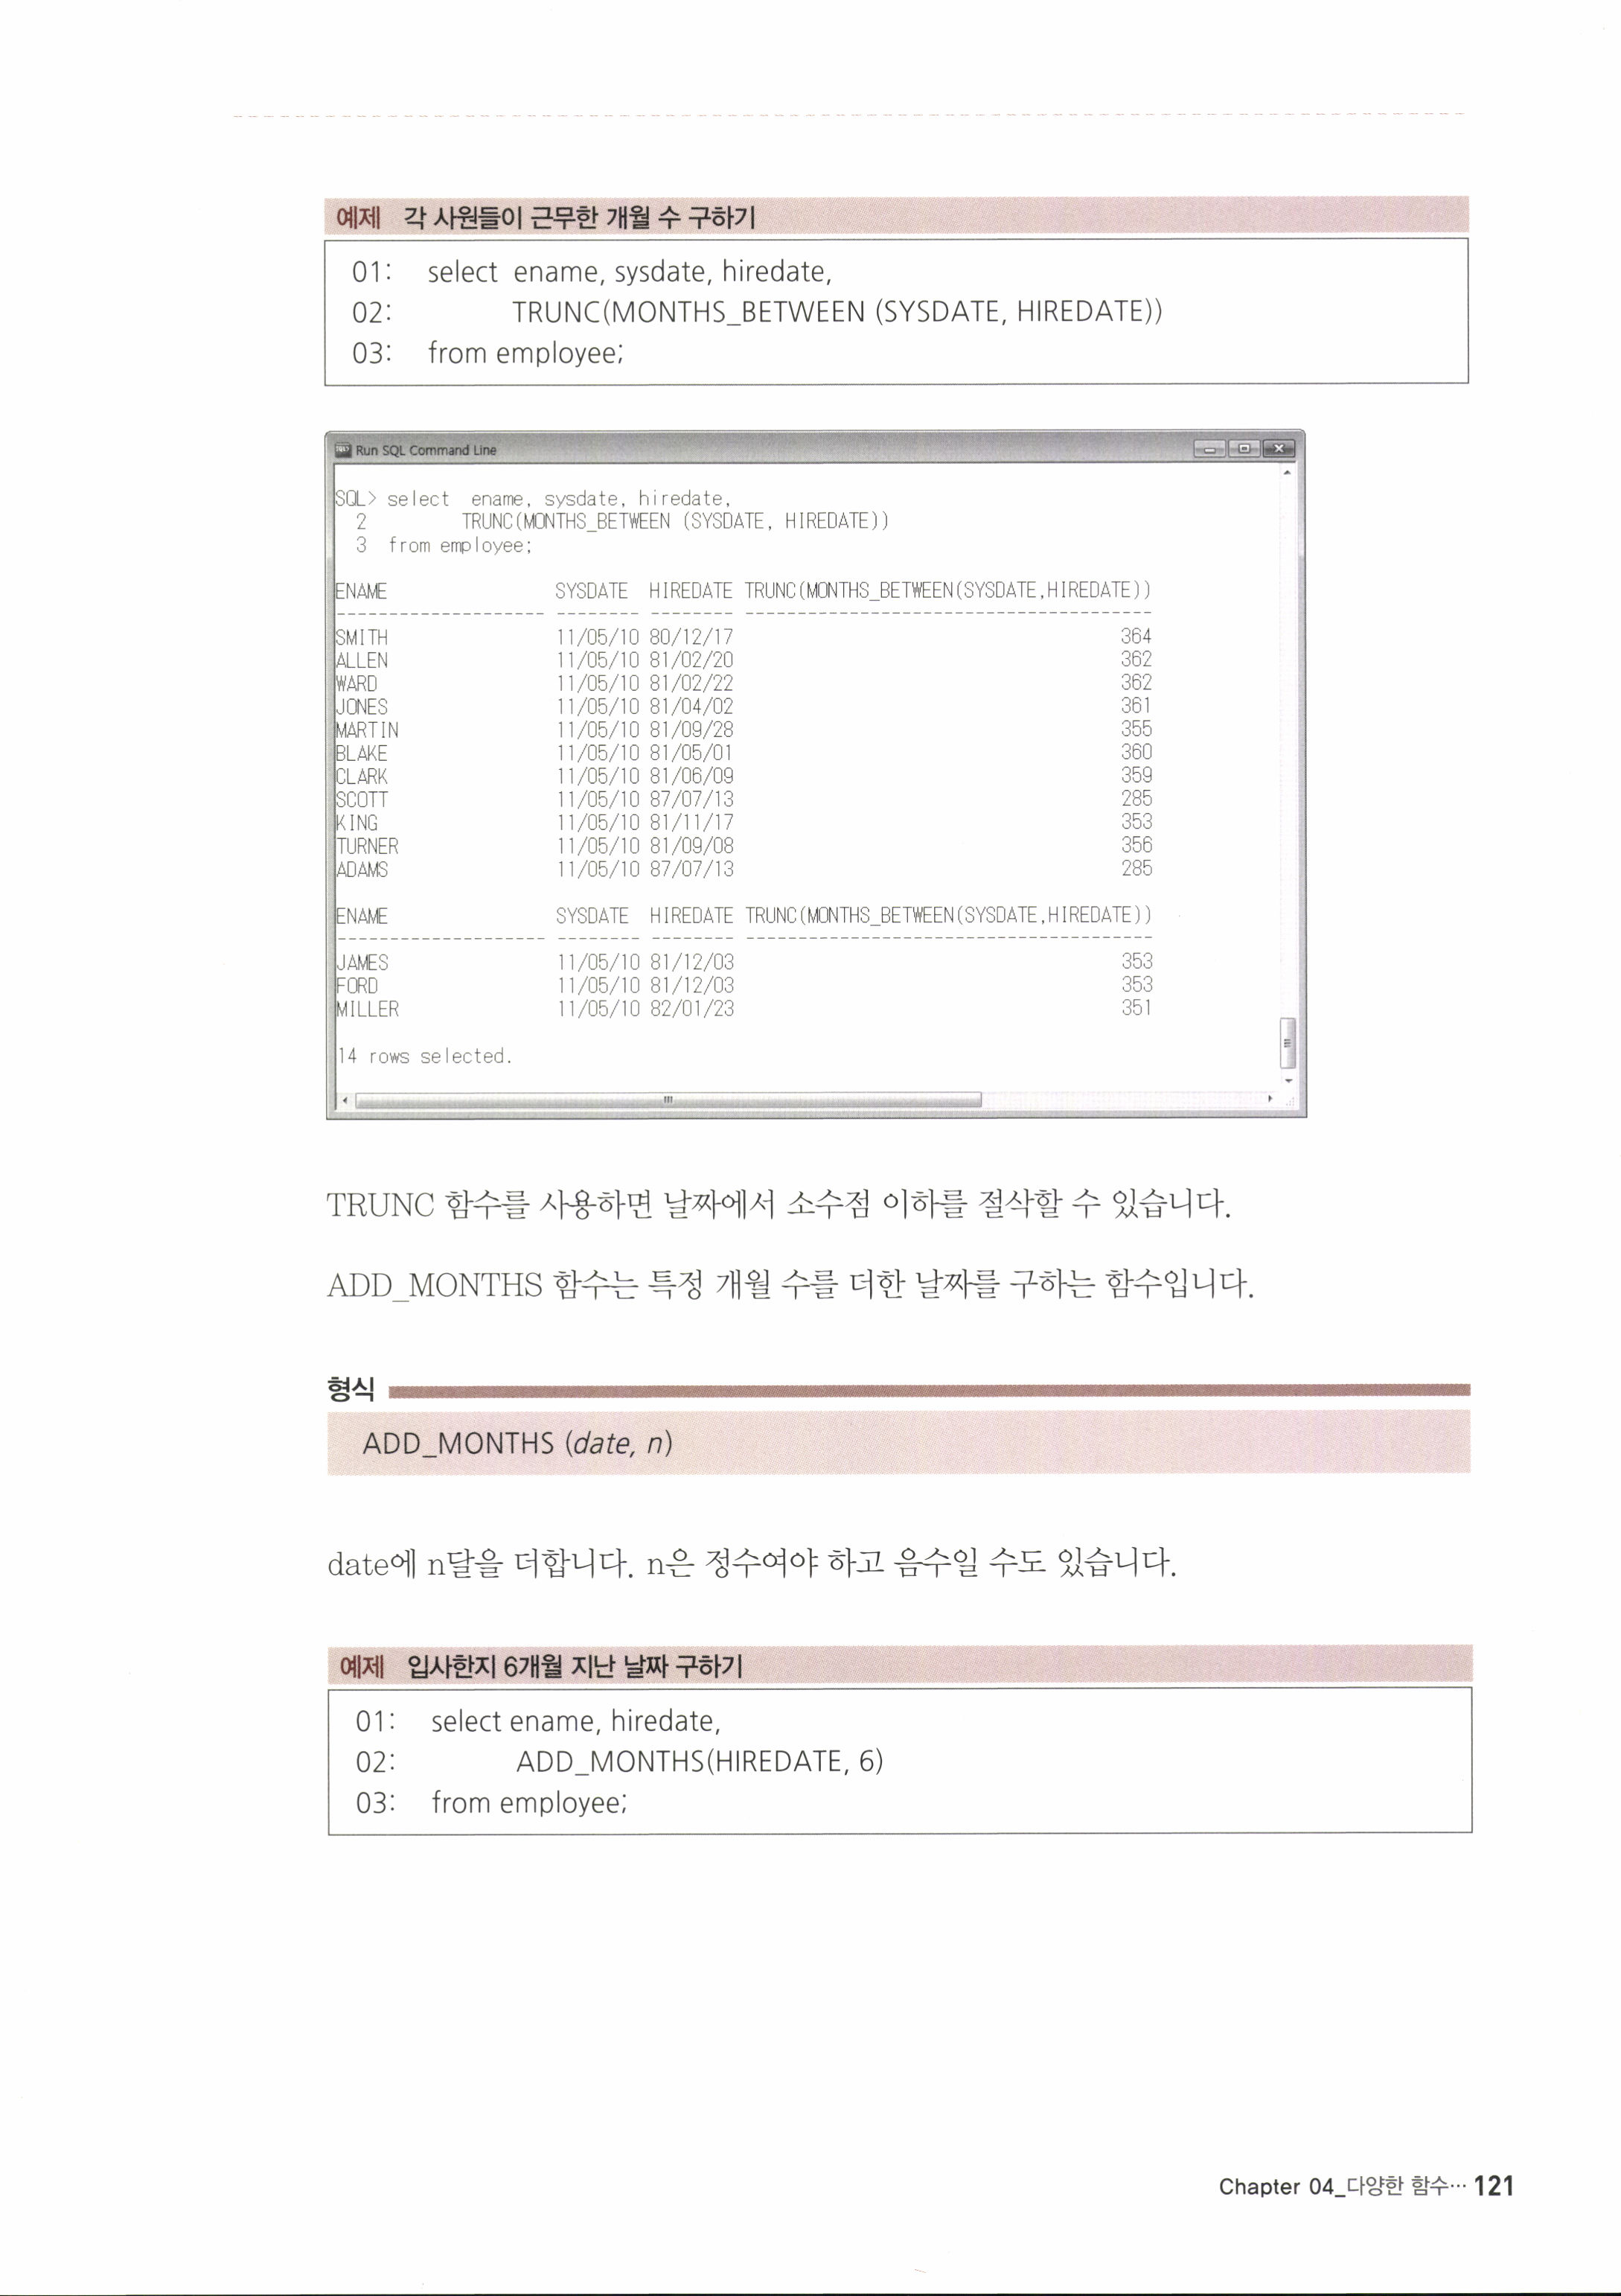 예제 각 사원들이 근무한 개월 수 구하기
01: select ename, sysdate, hiredate,
02: TRUNC(MONTHS_BETWEEN (SYSDATE, HIREDATE))
03: from employee;
Run SQL Command Line
SQL> select ename, sysdate, hiredate,
2 TRUNC(MONTHS_BETWEEN (SYSDATE, HIREDATE))
3 from employee;
ENAME SYSDATE HIREDATE TRUNC(MONTHS_BETWEEN(SYSDATE,HIREDATE))
-------------------- -------- -------- ---------------------------------------
SMITH 11/05/10 80/12/17 364
ALLEN 11/05/10 81/02/20 362
WARD 11/05/10 81/02/22 362
JONES 11/05/10 81/04/02 361
MARTIN 11/05/10 81/09/28 355
BLAKE 11/05/10 81/05/01 360
CLARK 11/05/10 81/06/09 359
SCOTT 11/05/10 87/07/13 285
KING 11/05/10 81/11/17 353
TURNER 11/05/10 81/09/08 356
ADAMS 11/05/10 87/07/13 285
ENAME SYSDATE HIREDATE TRUNC(MONTHS_BETWEEN(SYSDATE,HIREDATE))
-------------------- -------- -------- ---------------------------------------
JAMES 11/05/10 81/12/03 353
FORD 11/05/10 81/12/03 353
MILLER 11/05/10 82/01/23 351
14 rows selected.
TRUNC 함수를 사용하면 날짜에서 소수점 이하를 절삭할 수 있습니다.
ADD_MONTHS 함수는 특정 개월 수를 더한 날짜를 구하는 함수입니다.
형식
ADD_MONTHS (date, n)
date에 n달을 더합니다. n은 정수여야 하고 음수일 수도 있습니다.
예제 입사한지 6개월 지난 날짜 구하기
01: select ename, hiredate,
02: ADD_MONTHS(HIREDATE, 6)
03: from employee;
Chapter 04_다양한 함수… 121